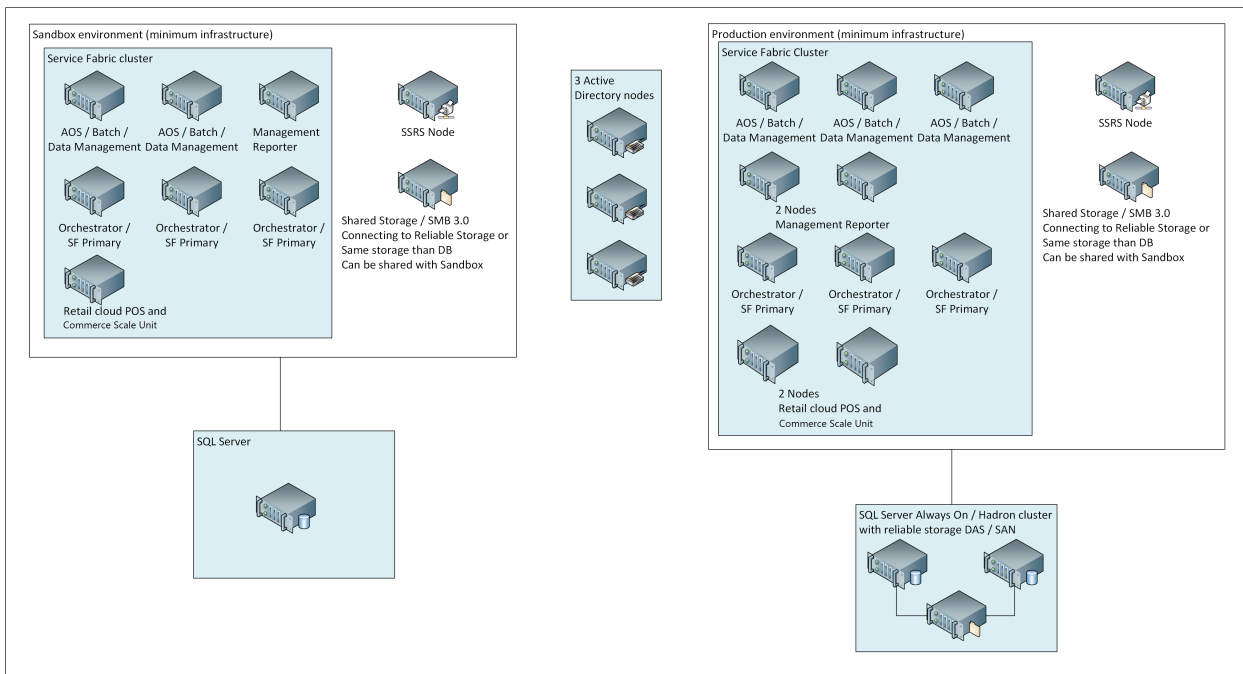 Sandbox environment (minimum infrastructure)
Service Fabric cluster
AOS / Batch /
Data Management
AOS / Batch /
Data Management
Management
Reporter
Orchestrator /
SF Primary
Orchestrator /
SF Primary
Orchestrator /
SF Primary
Retail cloud POS and
Commerce Scale Unit
SSRS Node
Shared Storage / SMB 3.0
Connecting to Reliable Storage or
Same storage than DB
Can be shared with Sandbox
SQL Server
3 Active
Directory nodes
Production environment (minimum infrastructure)
Service Fabric Cluster
AOS / Batch /
Data Management
AOS / Batch /
Data Management
AOS / Batch /
Data Management
2 Nodes
Management Reporter
Orchestrator /
SF Primary
Orchestrator /
SF Primary
Orchestrator /
SF Primary
2 Nodes
Retail cloud POS and
Commerce Scale Unit
SSRS Node
Shared Storage / SMB 3.0
Connecting to Reliable Storage or
Same storage than DB
Can be shared with Sandbox
SQL Server Always On / Hadron cluster
with reliable storage DAS / SAN